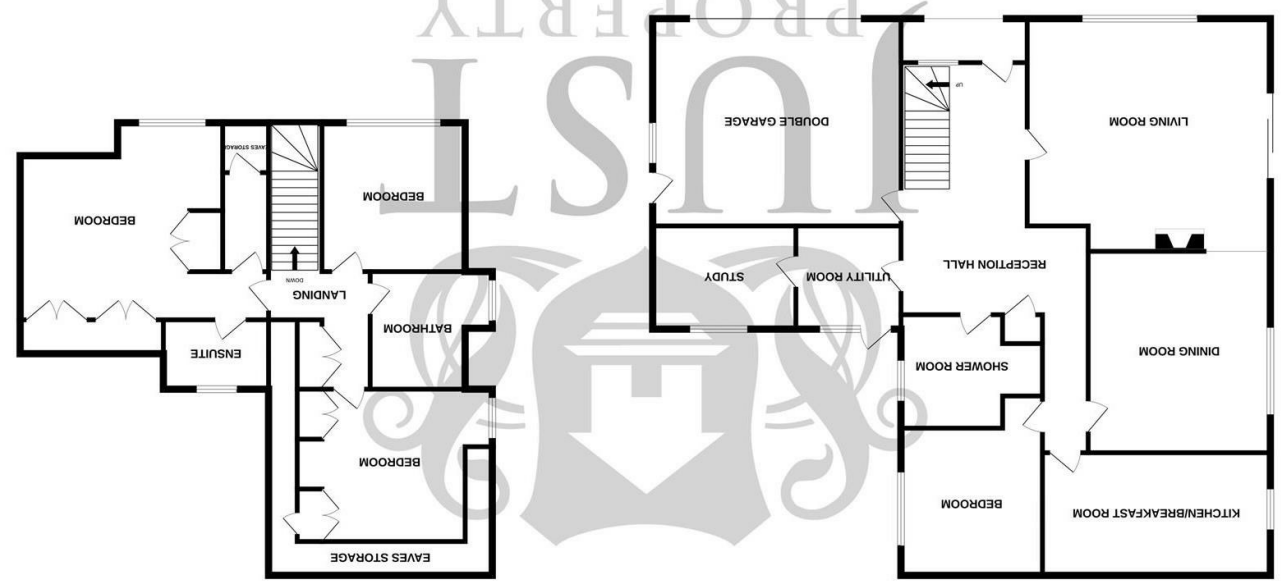 KITCHEN/BREAKFAST ROOM
BEDROOM
EAVES STORAGE
BEDROOM
SHOWER ROOM
DINING ROOM
ENSUITE
BATHROOM
LANDING
DOWN
STUDY
UTILITY ROOM
RECEPTION HALL
BEDROOM
BEDROOM
EAVES STORAGE
DOUBLE GARAGE
LIVING ROOM
UP
JUST
PROPERTY